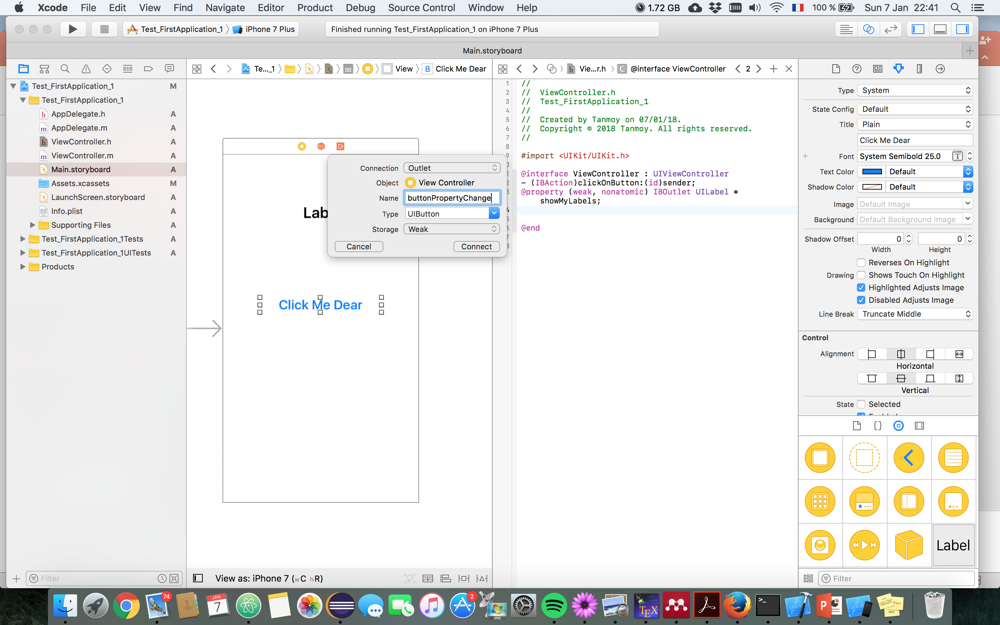 Xcode File Edit View Find Navigate Editor Product Debug Source Control Window Help 1.72 GB 100 % Sun 7 Jan 22:41
Test_FirstApplication_1 iPhone 7 Plus Finished running Test_FirstApplication_1 on iPhone 7 Plus
Main.storyboard
Te..._1 View B Click Me Dear h Vie...r.h C @interface ViewController 2
Test_FirstApplication_1 M
Test_FirstApplication_1
h AppDelegate.h A
m AppDelegate.m A
h ViewController.h A
m ViewController.m A
Main.storyboard A
Assets.xcassets M
LaunchScreen.storyboard A
Info.plist A
Supporting Files A
Test_FirstApplication_1Tests A
Test_FirstApplication_1UITests A
Products
Filter
Lab
Click Me Dear
View as: iPhone 7 (wC hR)
Connection Outlet
Object View Controller
Name buttonPropertyChange
Type UIButton
Storage Weak
Cancel Connect
1 //
2 // ViewController.h
3 // Test_FirstApplication_1
4 //
5 // Created by Tanmoy on 07/01/18.
6 // Copyright © 2018 Tanmoy. All rights reserved.
7 //
8
9 #import <UIKit/UIKit.h>
@interface ViewController : UIViewController
- (IBAction)clickOnButton:(id)sender;
@property (weak, nonatomic) IBOutlet UILabel *
showMyLabels;
@end
Type System
State Config Default
Title Plain
Click Me Dear
Font System Semibold 25.0 T
Text Color Default
Shadow Color Default
Image Default Image
Background Default Background Image
Shadow Offset 0 0
Width Height
Reverses On Highlight
Drawing Shows Touch On Highlight
Highlighted Adjusts Image
Disabled Adjusts Image
Line Break Truncate Middle
Control
Alignment
Horizontal
Vertical
State Selected
{}
Label
Filter
74
JAN
7
2
TEX
P